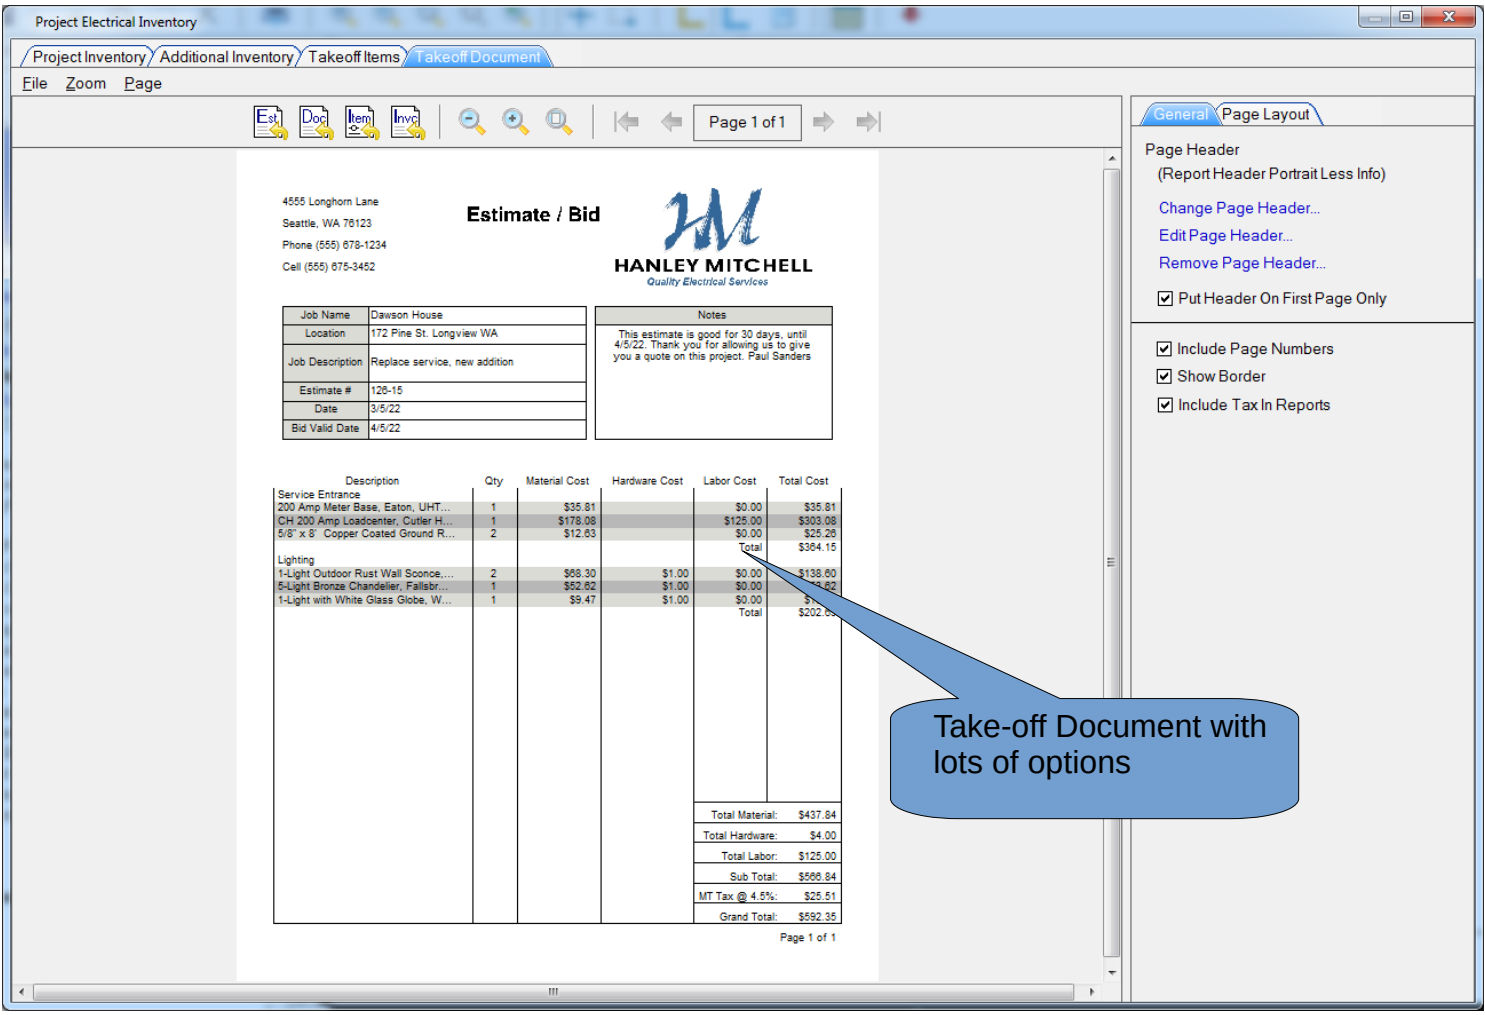 Project Electrical Inventory
Project Inventory Additional Inventory Takeoff Items Takeoff Document
File Zoom Page
Est Doc Item Invc Page 1 of 1
General Page Layout
Page Header
(Report Header Portrait Less Info)
Change Page Header...
Edit Page Header...
Remove Page Header...
Put Header On First Page Only
Include Page Numbers
Show Border
Include Tax In Reports
4555 Longhorn Lane
Seattle, WA 76123
Phone (555) 678-1234
Cell (555) 675-3452
Estimate / Bid
HM
HANLEY MITCHELL
Quality Electrical Services
Job Name Dawson House
Location 172 Pine St. Longview WA
Job Description Replace service, new addition
Estimate # 126-15
Date 3/5/22
Bid Valid Date 4/5/22
Notes
This estimate is good for 30 days, until
4/5/22. Thank you for allowing us to give
you a quote on this project. Paul Sanders
Description Qty Material Cost Hardware Cost Labor Cost Total Cost
Service Entrance
200 Amp Meter Base, Eaton, UHT... 1 $35.81 $0.00 $35.81
CH 200 Amp Loadcenter, Cutler H... 1 $178.08 $125.00 $303.08
5/8" x 8' Copper Coated Ground R... 2 $12.63 $0.00 $25.26
Total $364.15
Lighting
1-Light Outdoor Rust Wall Sconce,... 2 $68.30 $1.00 $0.00 $138.60
5-Light Bronze Chandelier, Fallsbr... 1 $52.62 $1.00 $0.00
1-Light with White Glass Globe, W... 1 $9.47 $1.00 $0.00
Total
Take-off Document with
lots of options
Total Material: $437.84
Total Hardware: $4.00
Total Labor: $125.00
Sub Total: $566.84
MT Tax @ 4.5%: $25.51
Grand Total: $592.35
Page 1 of 1